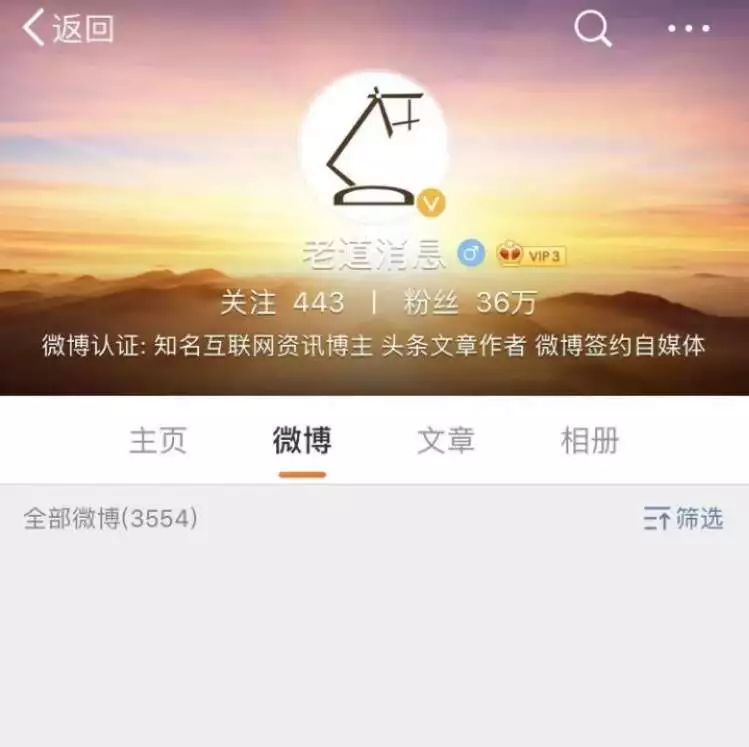 返回
老道消息 VIP 3
关注 443 | 粉丝 36万
微博认证: 知名互联网资讯博主 头条文章作者 微博签约自媒体
主页 微博 文章 相册
全部微博(3554) 筛选